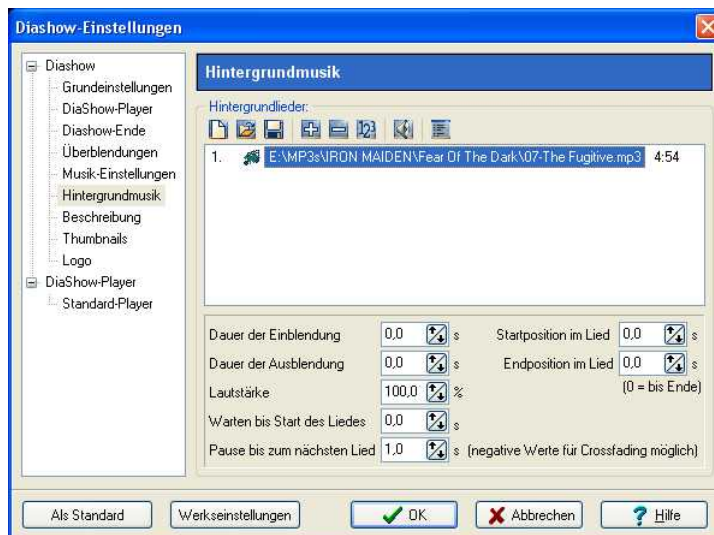 Diashow-Einstellungen
Diashow
Grundeinstellungen
DiaShow-Player
Diashow-Ende
Überblendungen
Musik-Einstellungen
Hintergrundmusik
Beschreibung
Thumbnails
Logo
DiaShow-Player
Standard-Player
Hintergrundmusik
Hintergrundlieder:
123
1. E:\MP3s\IRON MAIDEN\Fear Of The Dark\07-The Fugitive.mp3 4:54
Dauer der Einblendung 0,0 s Startposition im Lied 0,0 s
Dauer der Ausblendung 0,0 s Endposition im Lied 0,0 s
Lautstärke 100,0 % (0 = bis Ende)
Warten bis Start des Liedes 0,0 s
Pause bis zum nächsten Lied 1,0 s (negative Werte für Crossfading möglich)
Als Standard Werkseinstellungen OK Abbrechen ? Hilfe